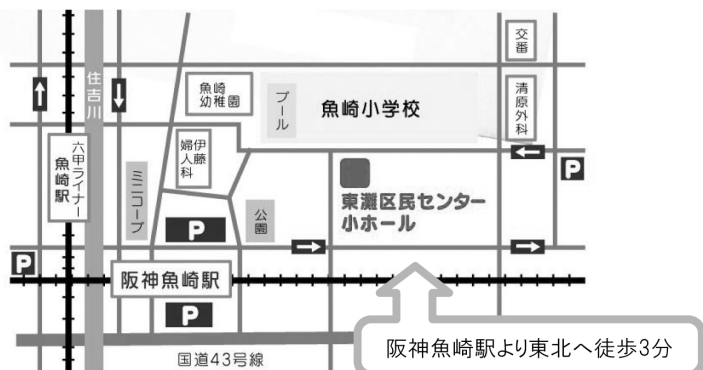 交番
住吉川
魚崎
幼稚園
プール
魚崎小学校
清原外科
伊藤
婦人科
六甲ライナー
魚崎駅
ミニコープ
P
公園
東灘区民センター
小ホール
P
P
阪神魚崎駅
P
阪神魚崎駅より東北へ徒歩3分
国道43号線